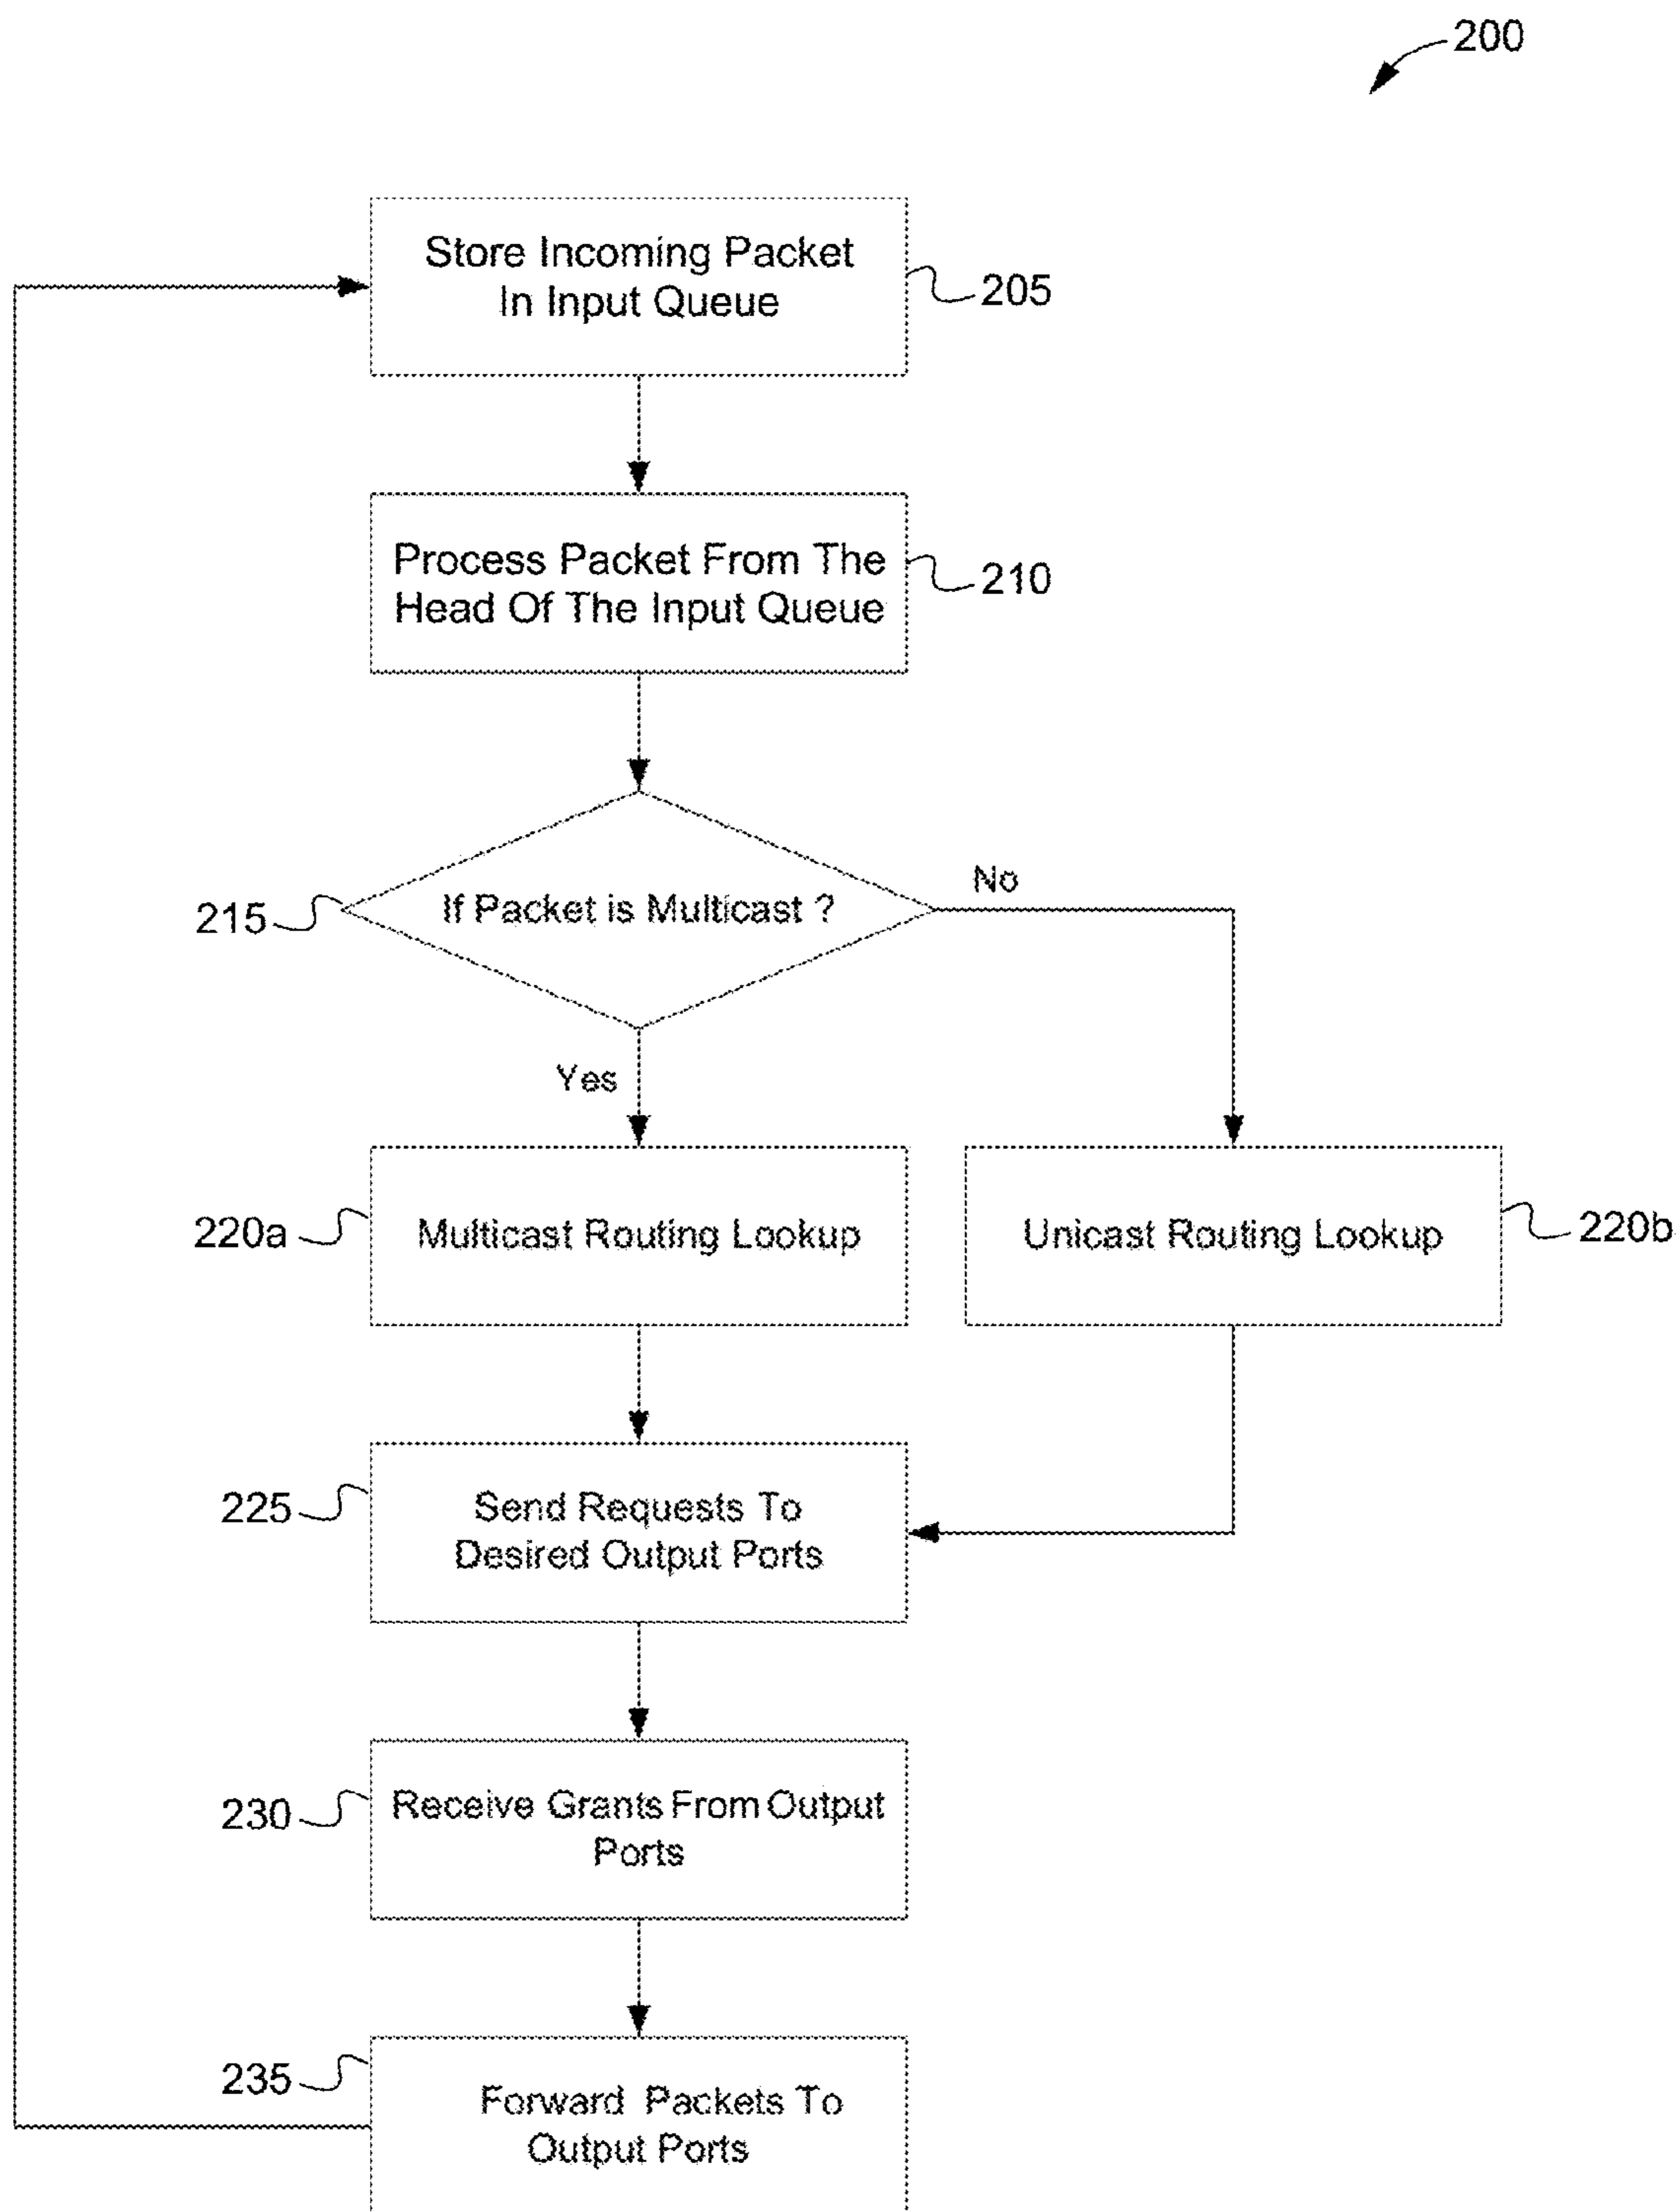 200
Store Incoming Packet
In Input Queue
205
Process Packet From The
Head Of The Input Queue
210
If Packet is Multicast ?
215
No
Yes
220a
Multicast Routing Lookup
Unicast Routing Lookup
220b
225
Send Requests To
Desired Output Ports
230
Receive Grants From Output
Ports
235
Forward Packets To
Output Ports